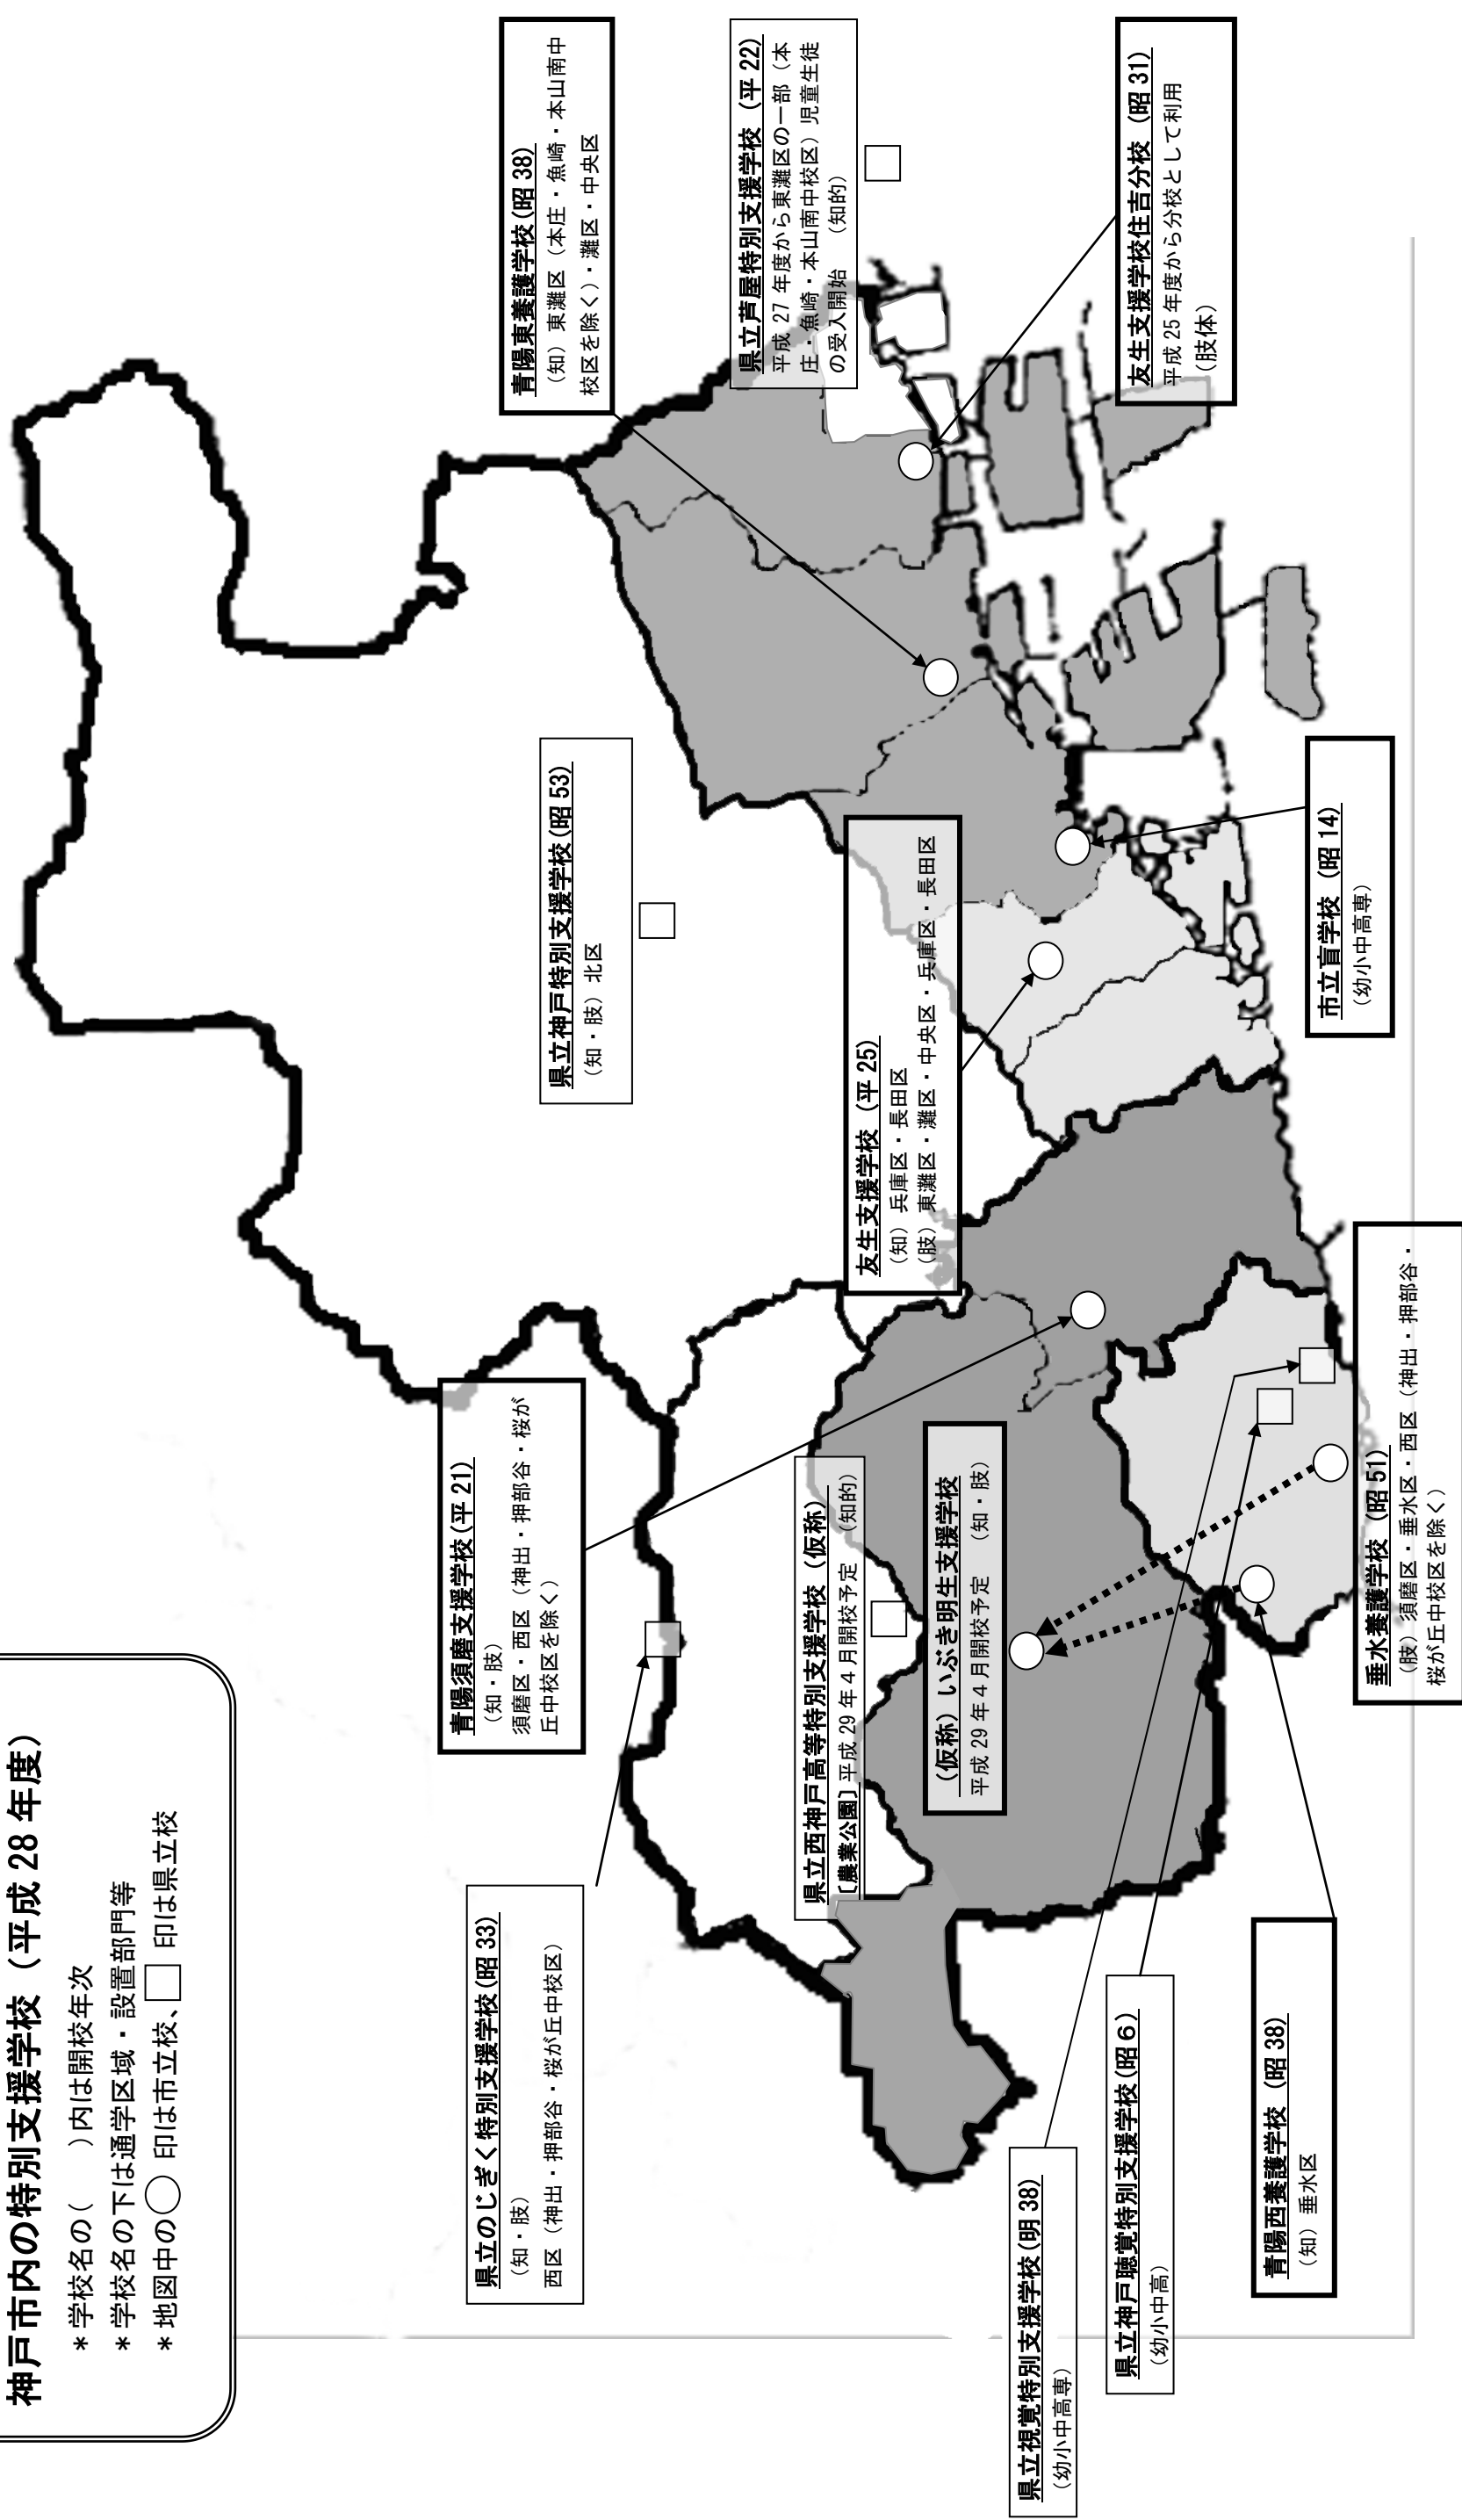 神戸市内の特別支援学校（平成 28 年度）
＊学校名の（　　）内は開校年次
＊学校名の下は通学区域・設置部門等
＊地図中の○ 印は市立校、□ 印は県立校
県立のじぎく特別支援学校(昭 33)
（知・肢）
西区（神出・押部谷・桜が丘中校区）
青陽須磨支援学校(平 21)
（知・肢）
須磨区・西区（神出・押部谷・桜が
丘中校区を除く）
県立神戸特別支援学校(昭 53)
（知・肢）北区
青陽東養護学校(昭 38)
（知）東灘区（本庄・魚崎・本山南中
校区を除く）・灘区・中央区
県立芦屋特別支援学校（平 22）
平成 27 年度から東灘区の一部（本
庄・魚崎・本山南中校区）児童生徒
の受入開始　（知的）
友生支援学校住吉分校（昭 31）
平成 25 年度から分校として利用
（肢体）
友生支援学校（平 25）
（知）兵庫区・長田区
（肢）東灘区・灘区・中央区・兵庫区・長田区
市立盲学校（昭 14）
（幼小中高専）
県立西神戸高等特別支援学校（仮称）
〔農業公園〕平成 29 年４月開校予定　（知的）
（仮称）いぶき明生支援学校
平成 29 年４月開校予定　（知・肢）
県立視覚特別支援学校(明 38)
（幼小中高専）
県立神戸聴覚特別支援学校(昭６)
（幼小中高）
青陽西養護学校（昭 38）
（知）垂水区
垂水養護学校（昭 51）
（肢）須磨区・垂水区・西区（神出・押部谷・
桜が丘中校区を除く）